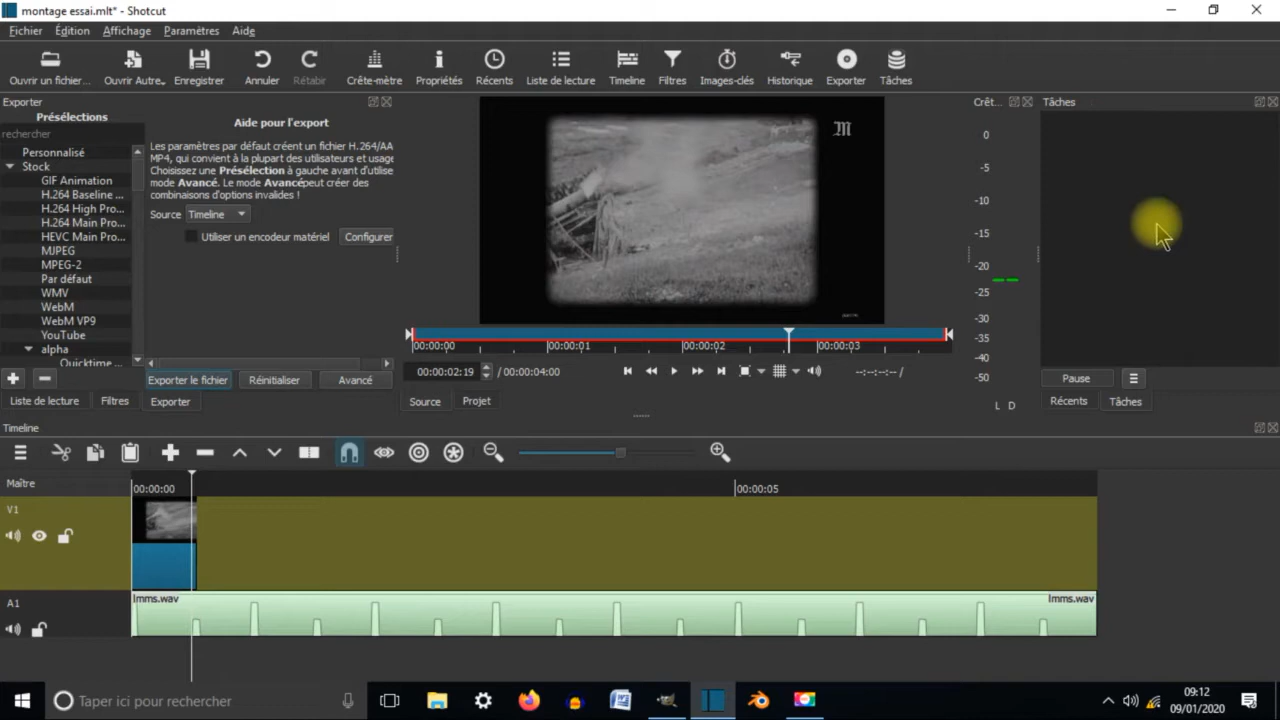 montage essai.mlt* - Shotcut
Fichier Édition Affichage Paramètres Aide
Ouvrir un fichier... Ouvrir Autre... Enregistrer Annuler Rétablir Crête-mètre Propriétés Récents Liste de lecture Timeline Filtres Images-clés Historique Exporter Tâches
Exporter
Présélections
rechercher
Personnalisé
Stock
GIF Animation
H.264 Baseline ...
H.264 High Pro...
H.264 Main Pro...
HEVC Main Pro...
MJPEG
MPEG-2
Par défaut
WMV
WebM
WebM VP9
YouTube
alpha
Quicktime
Aide pour l'export
Les paramètres par défaut créent un fichier H.264/AA
MP4, qui convient à la plupart des utilisateurs et usage
Choisissez une Présélection à gauche avant d'utilise
mode Avancé. Le mode Avancépeut créer des
combinaisons d'options invalides !
Source Timeline
Utiliser un encodeur matériel Configurer
Exporter le fichier Réinitialiser Avancé
Liste de lecture Filtres Exporter
M
00:00:00 00:00:01 00:00:02 00:00:03
00:00:02:19 / 00:00:04:00 --:--:--:-- /
Source Projet
Crêt...
0
-5
-10
-15
-20
-25
-30
-35
-40
-50
L D
Tâches
Pause
Récents Tâches
Timeline
Maître
00:00:00 00:00:05
V1
A1
lmms.wav lmms.wav
Taper ici pour rechercher
09:12
09/01/2020